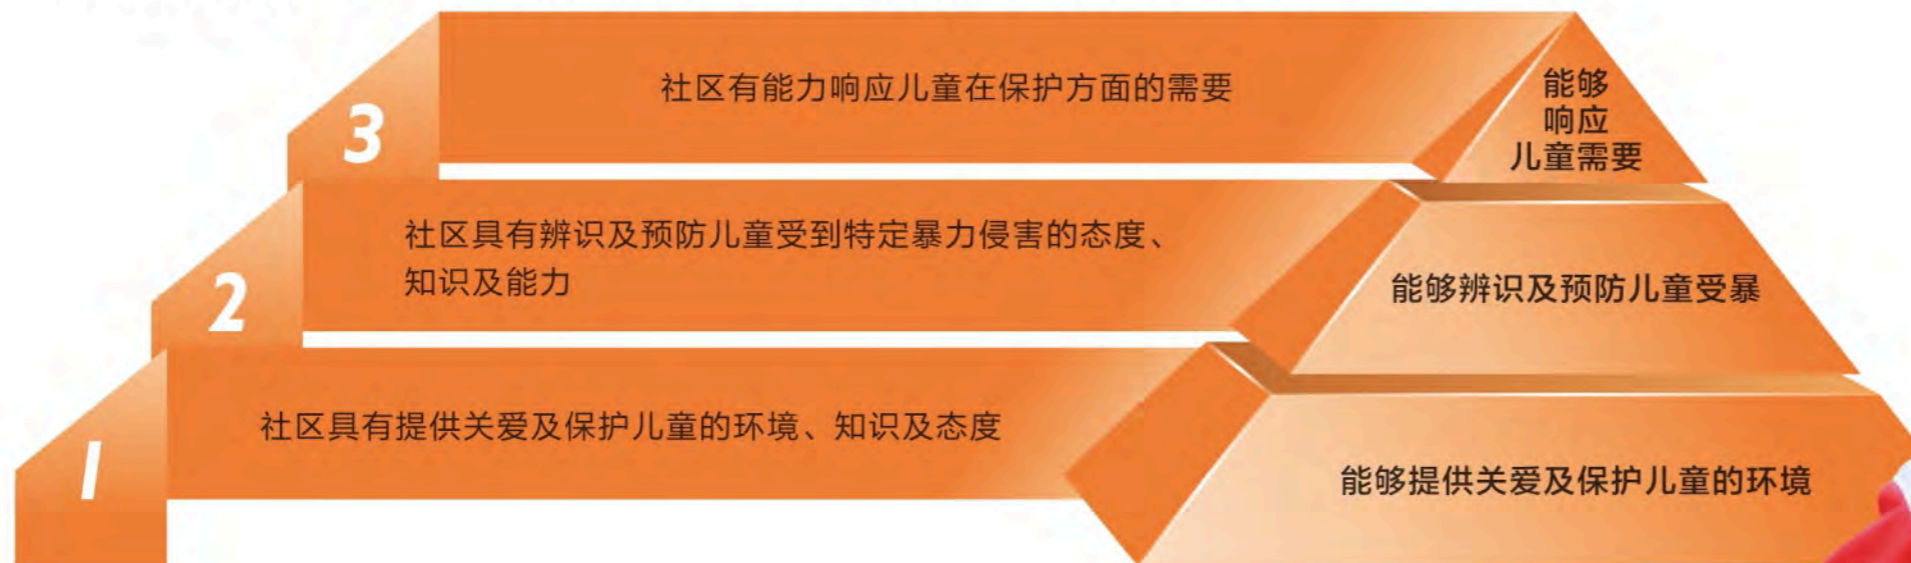 3
社区有能力响应儿童在保护方面的需要
能够
响应
儿童需要
2
社区具有辨识及预防儿童受到特定暴力侵害的态度、
知识及能力
能够辨识及预防儿童受暴
1
社区具有提供关爱及保护儿童的环境、知识及态度
能够提供关爱及保护儿童的环境